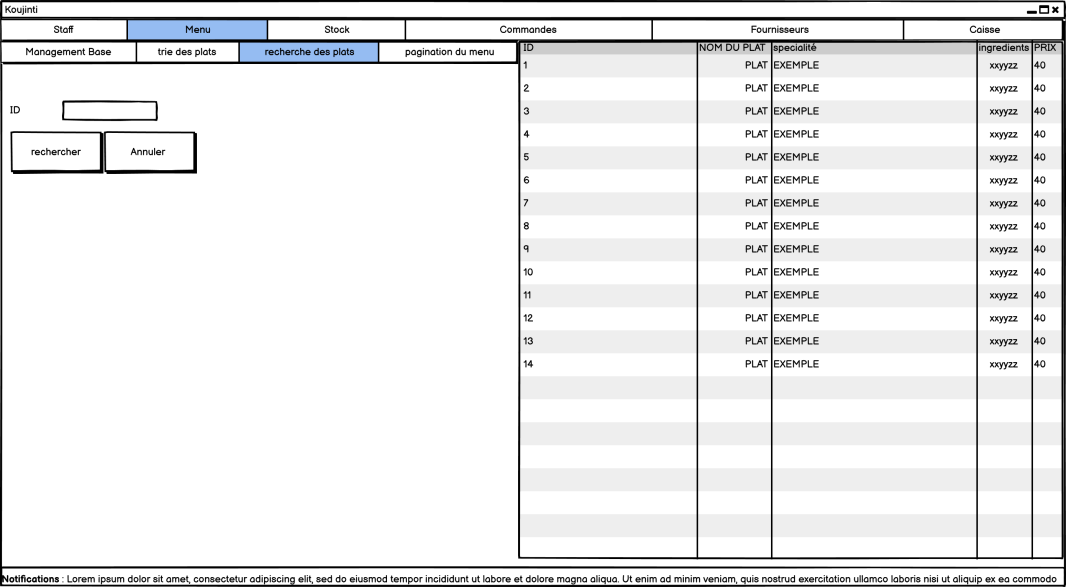 Koujinti
Staff Menu Stock Commandes Fournisseurs Caisse
Management Base trie des plats recherche des plats pagination du menu
ID NOM DU PLAT specialité ingredients PRIX
1 PLAT EXEMPLE xxyyzz 40
2 PLAT EXEMPLE xxyyzz 40
3 PLAT EXEMPLE xxyyzz 40
4 PLAT EXEMPLE xxyyzz 40
5 PLAT EXEMPLE xxyyzz 40
6 PLAT EXEMPLE xxyyzz 40
7 PLAT EXEMPLE xxyyzz 40
8 PLAT EXEMPLE xxyyzz 40
9 PLAT EXEMPLE xxyyzz 40
10 PLAT EXEMPLE xxyyzz 40
11 PLAT EXEMPLE xxyyzz 40
12 PLAT EXEMPLE xxyyzz 40
13 PLAT EXEMPLE xxyyzz 40
14 PLAT EXEMPLE xxyyzz 40
ID
rechercher Annuler
Notifications : Lorem ipsum dolor sit amet, consectetur adipiscing elit, sed do eiusmod tempor incididunt ut labore et dolore magna aliqua. Ut enim ad minim veniam, quis nostrud exercitation ullamco laboris nisi ut aliquip ex ea commodo